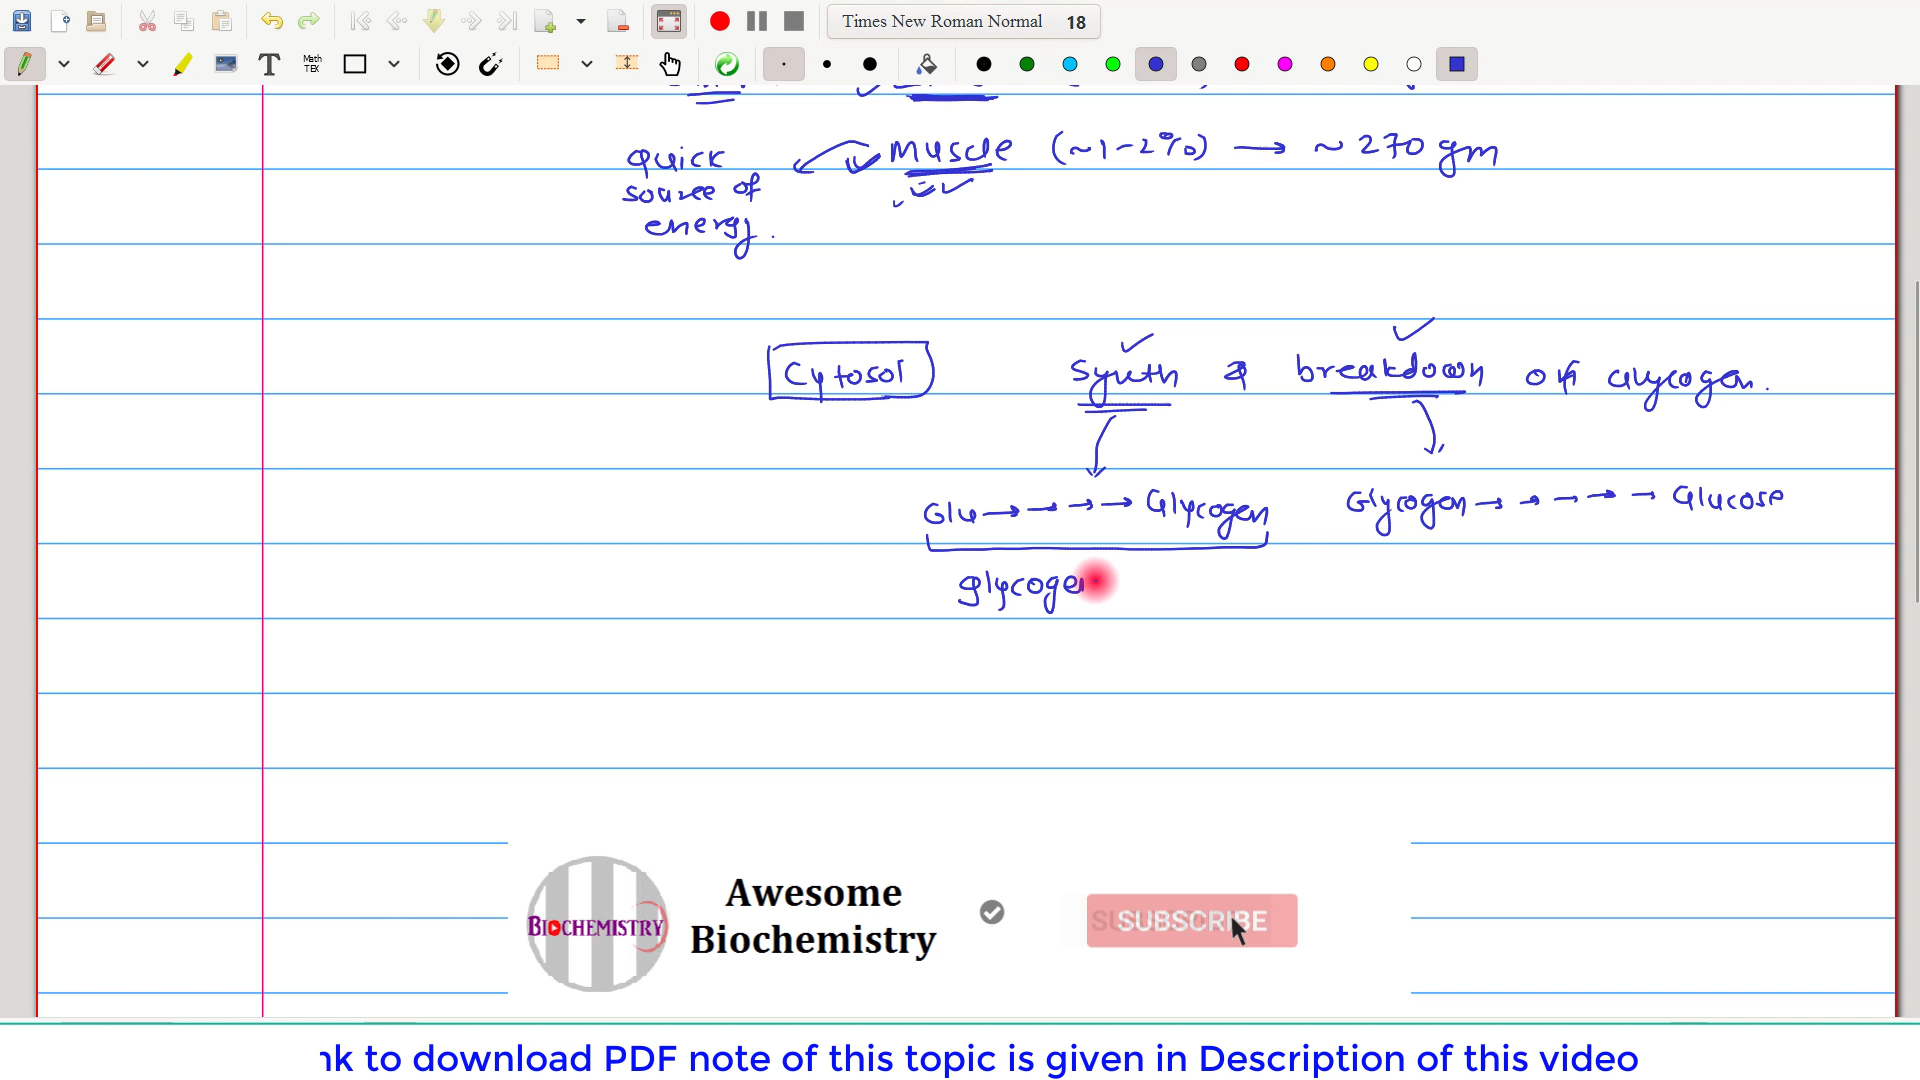 Times New Roman Normal 18
Math
TEX
Muscle (~1-2%) → ~ 270 gm
Quick
source of
energy.
Cytosol
Synth & breakdown of Glycogen.
Glu → → → → Glycogen
Glycogen → → → → → Glucose
glycogen
BIOCHEMISTRY
Awesome
Biochemistry
SUBSCRIBE
nk to download PDF note of this topic is given in Description of this video